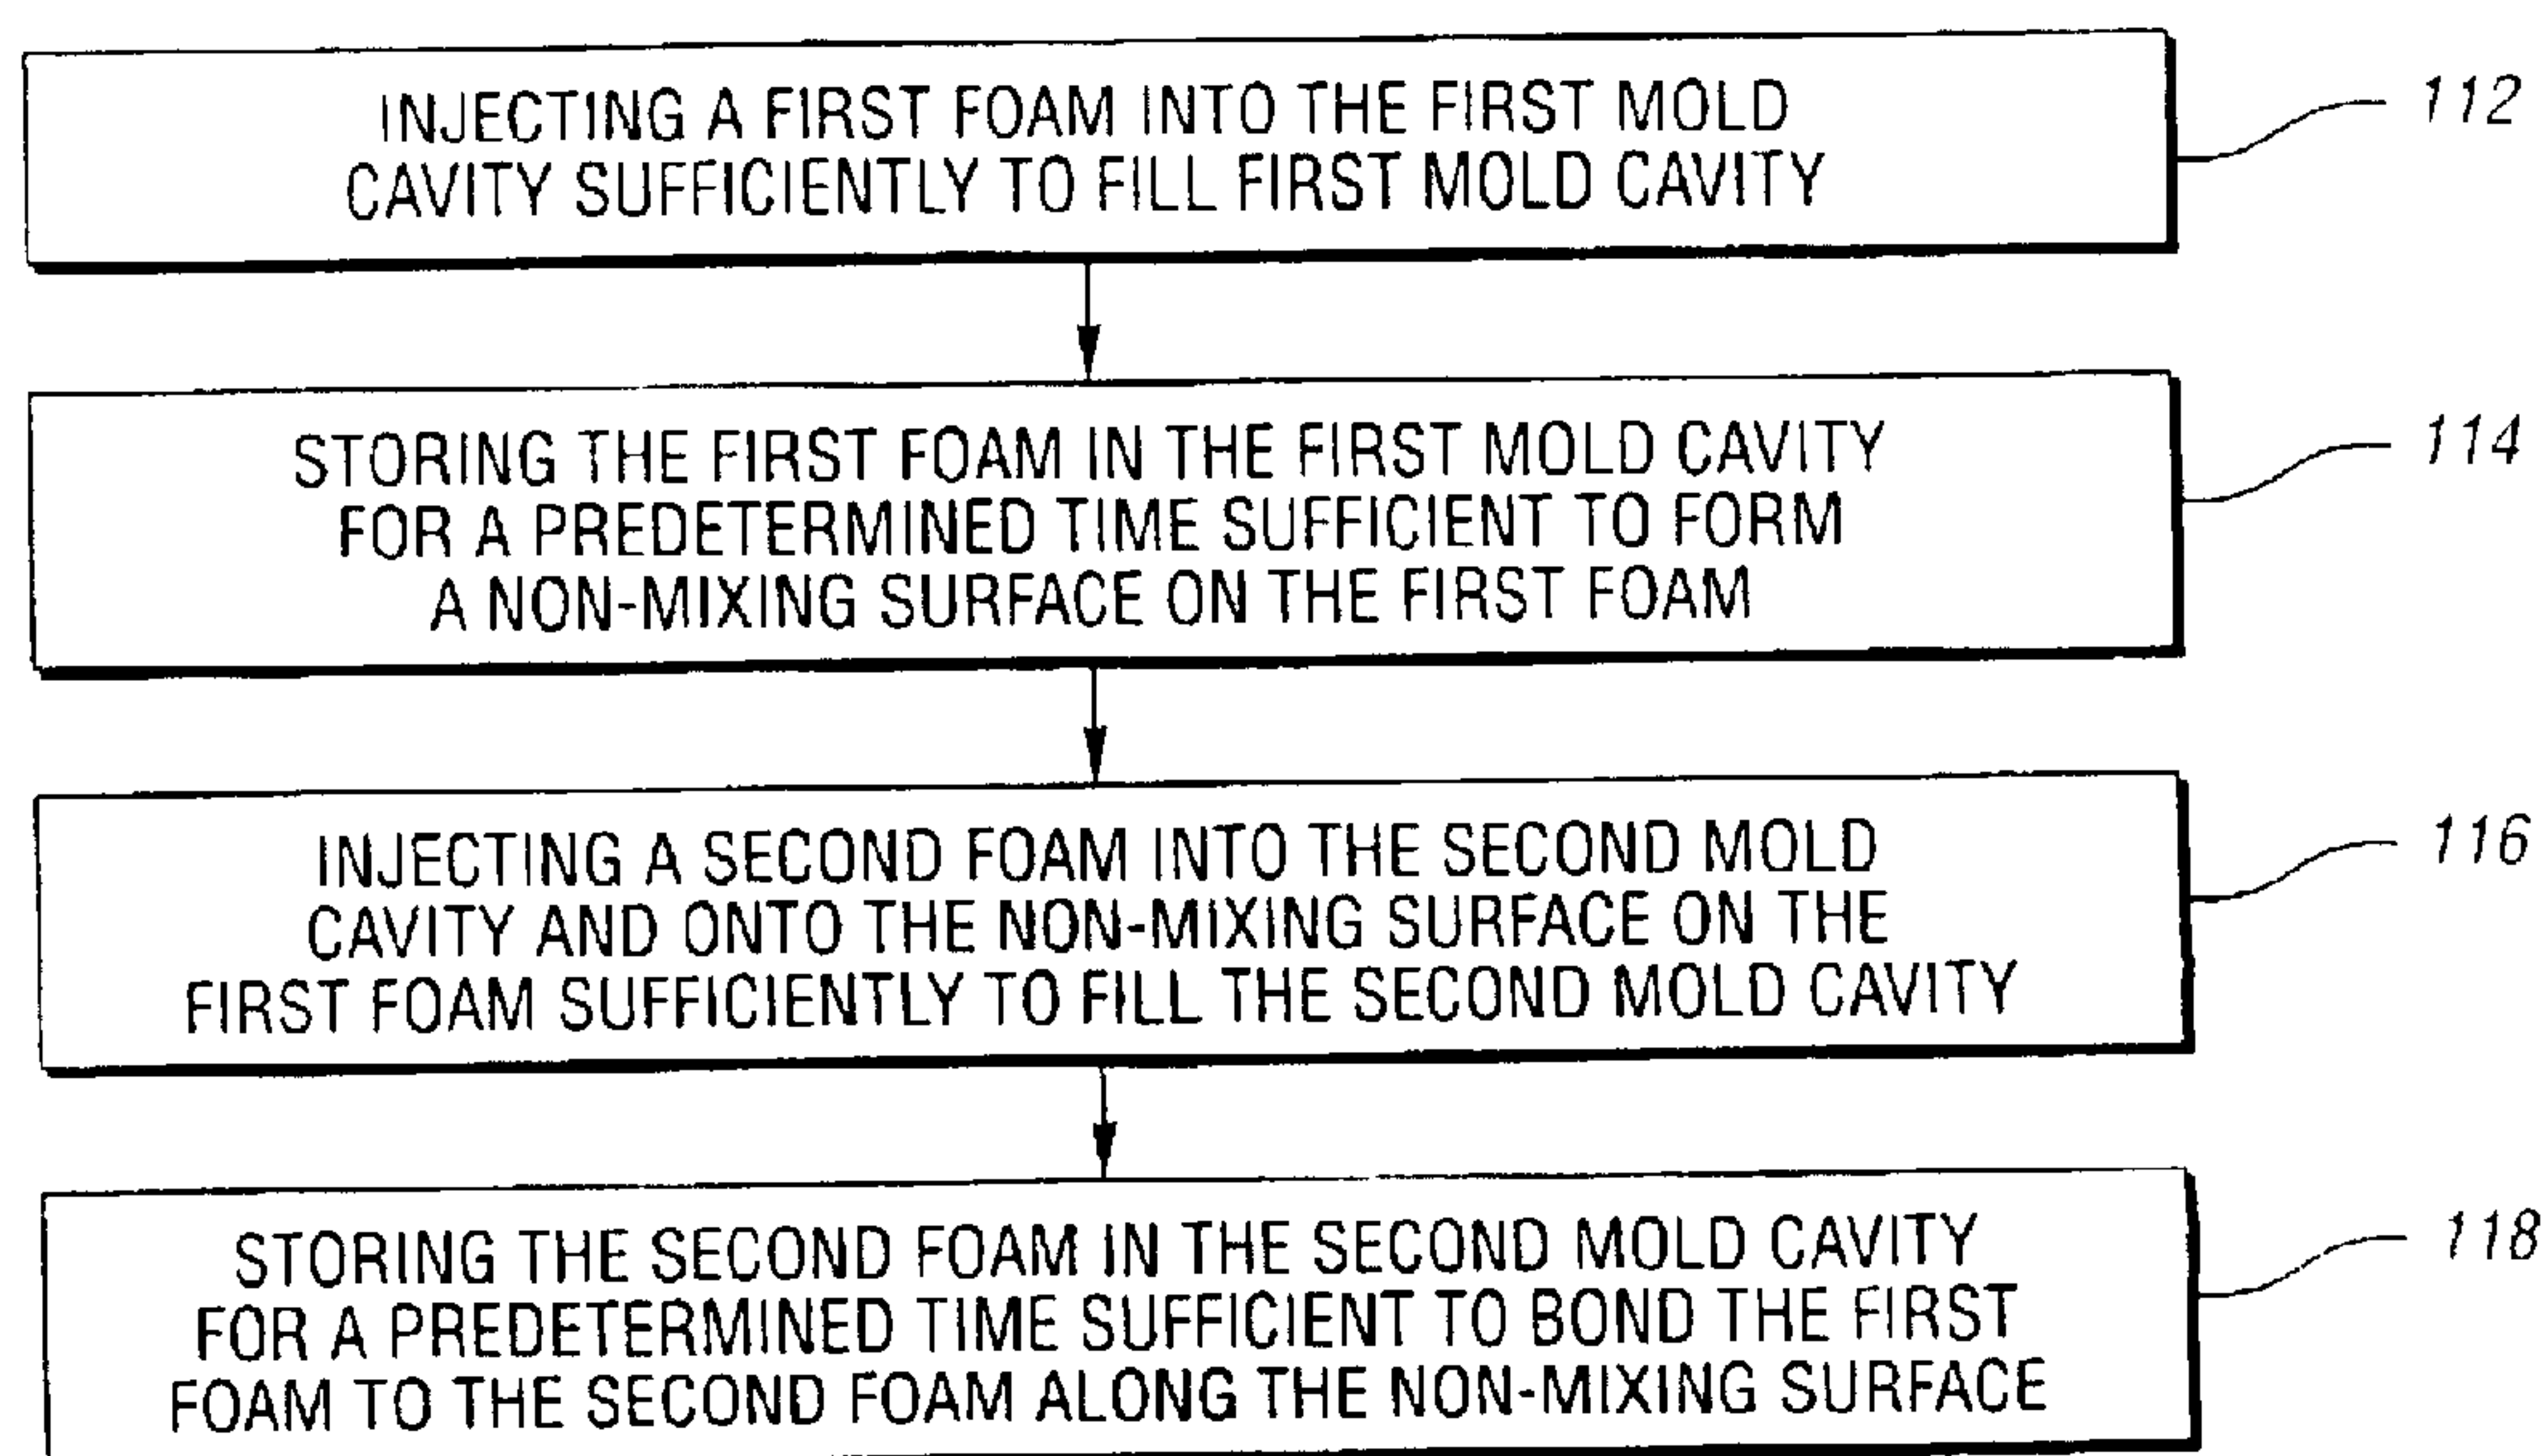 INJECTING A FIRST FOAM INTO THE FIRST MOLD
CAVITY SUFFICIENTLY TO FILL FIRST MOLD CAVITY
112
STORING THE FIRST FOAM IN THE FIRST MOLD CAVITY
FOR A PREDETERMINED TIME SUFFICIENT TO FORM
A NON-MIXING SURFACE ON THE FIRST FOAM
114
INJECTING A SECOND FOAM INTO THE SECOND MOLD
CAVITY AND ONTO THE NON-MIXING SURFACE ON THE
FIRST FOAM SUFFICIENTLY TO FILL THE SECOND MOLD CAVITY
116
STORING THE SECOND FOAM IN THE SECOND MOLD CAVITY
FOR A PREDETERMINED TIME SUFFICIENT TO BOND THE FIRST
FOAM TO THE SECOND FOAM ALONG THE NON-MIXING SURFACE
118